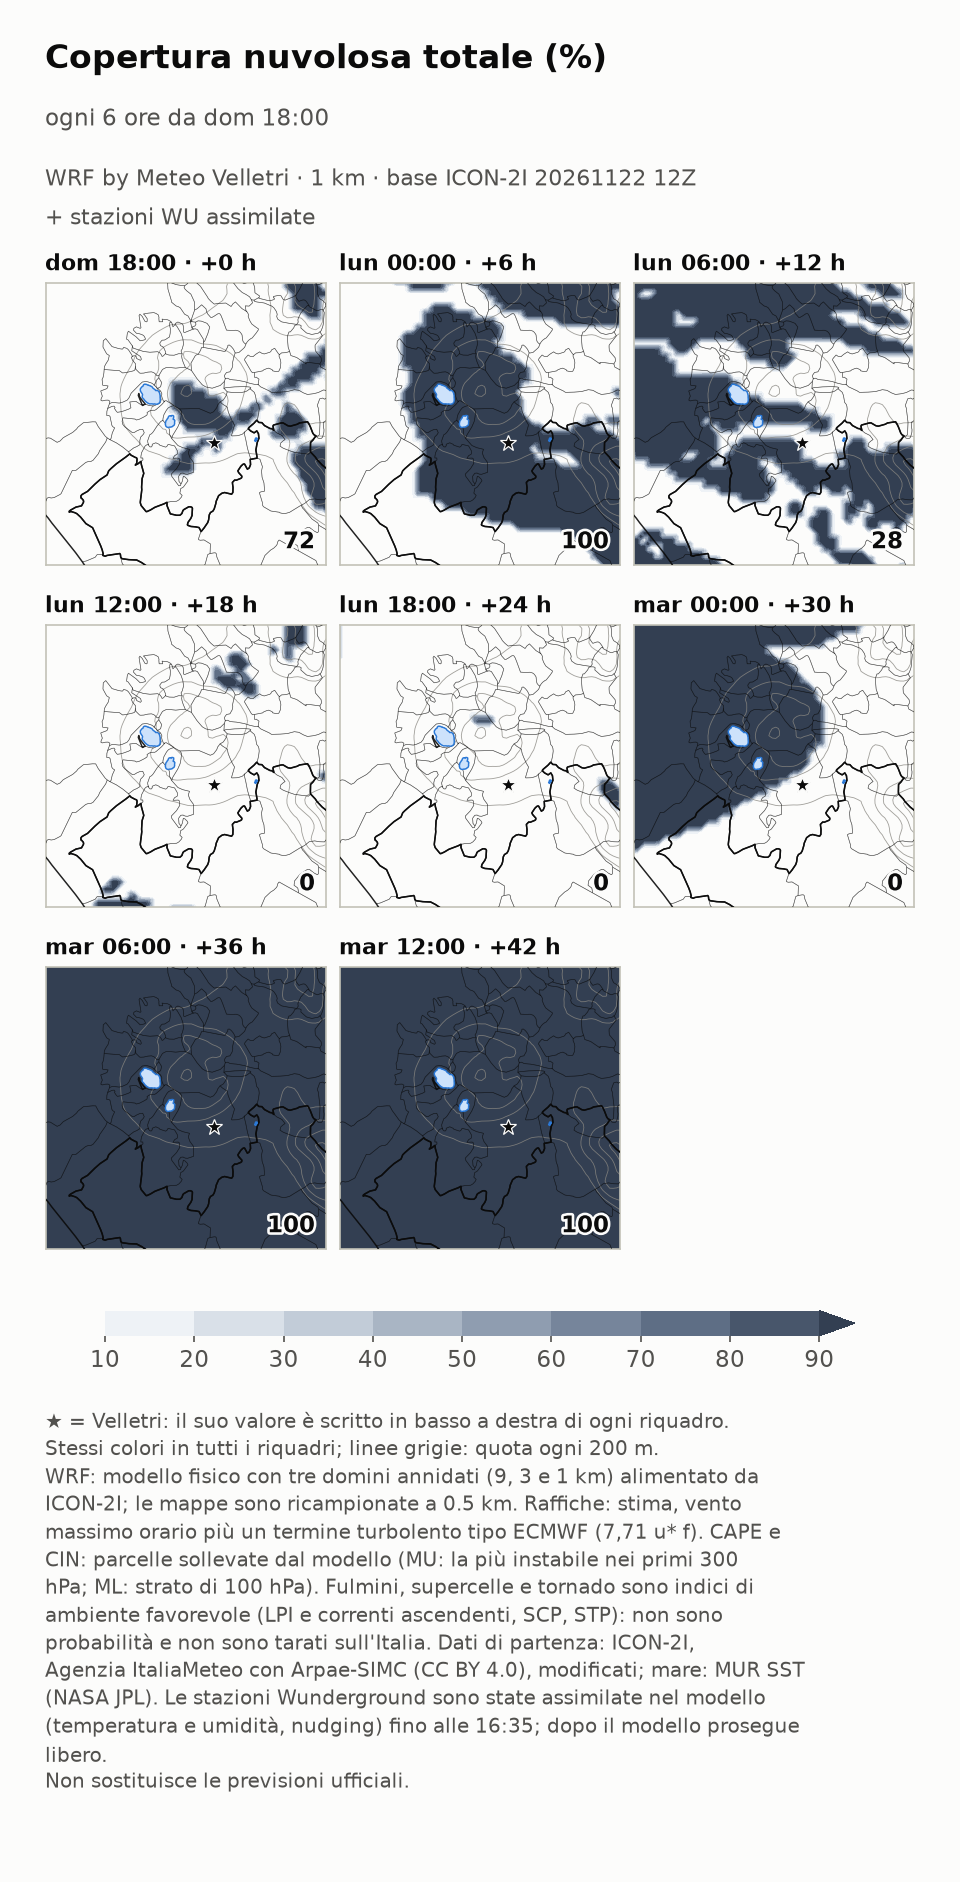 Copertura nuvolosa totale (%)
ogni 6 ore da dom 18:00
WRF by Meteo Velletri · 1 km · base ICON-2I 20261122 12Z
+ stazioni WU assimilate
dom 18:00 · +0 h
lun 00:00 · +6 h
lun 06:00 · +12 h
72
100
28
lun 12:00 · +18 h
lun 18:00 · +24 h
mar 00:00 · +30 h
0
0
0
mar 06:00 · +36 h
mar 12:00 · +42 h
100
100
10 20 30 40 50 60 70 80 90
★ = Velletri: il suo valore è scritto in basso a destra di ogni riquadro.
Stessi colori in tutti i riquadri; linee grigie: quota ogni 200 m.
WRF: modello fisico con tre domini annidati (9, 3 e 1 km) alimentato da
ICON-2I; le mappe sono ricampionate a 0.5 km. Raffiche: stima, vento
massimo orario più un termine turbolento tipo ECMWF (7,71 u* f). CAPE e
CIN: parcelle sollevate dal modello (MU: la più instabile nei primi 300
hPa; ML: strato di 100 hPa). Fulmini, supercelle e tornado sono indici di
ambiente favorevole (LPI e correnti ascendenti, SCP, STP): non sono
probabilità e non sono tarati sull'Italia. Dati di partenza: ICON-2I,
Agenzia ItaliaMeteo con Arpae-SIMC (CC BY 4.0), modificati; mare: MUR SST
(NASA JPL). Le stazioni Wunderground sono state assimilate nel modello
(temperatura e umidità, nudging) fino alle 16:35; dopo il modello prosegue
libero.
Non sostituisce le previsioni ufficiali.